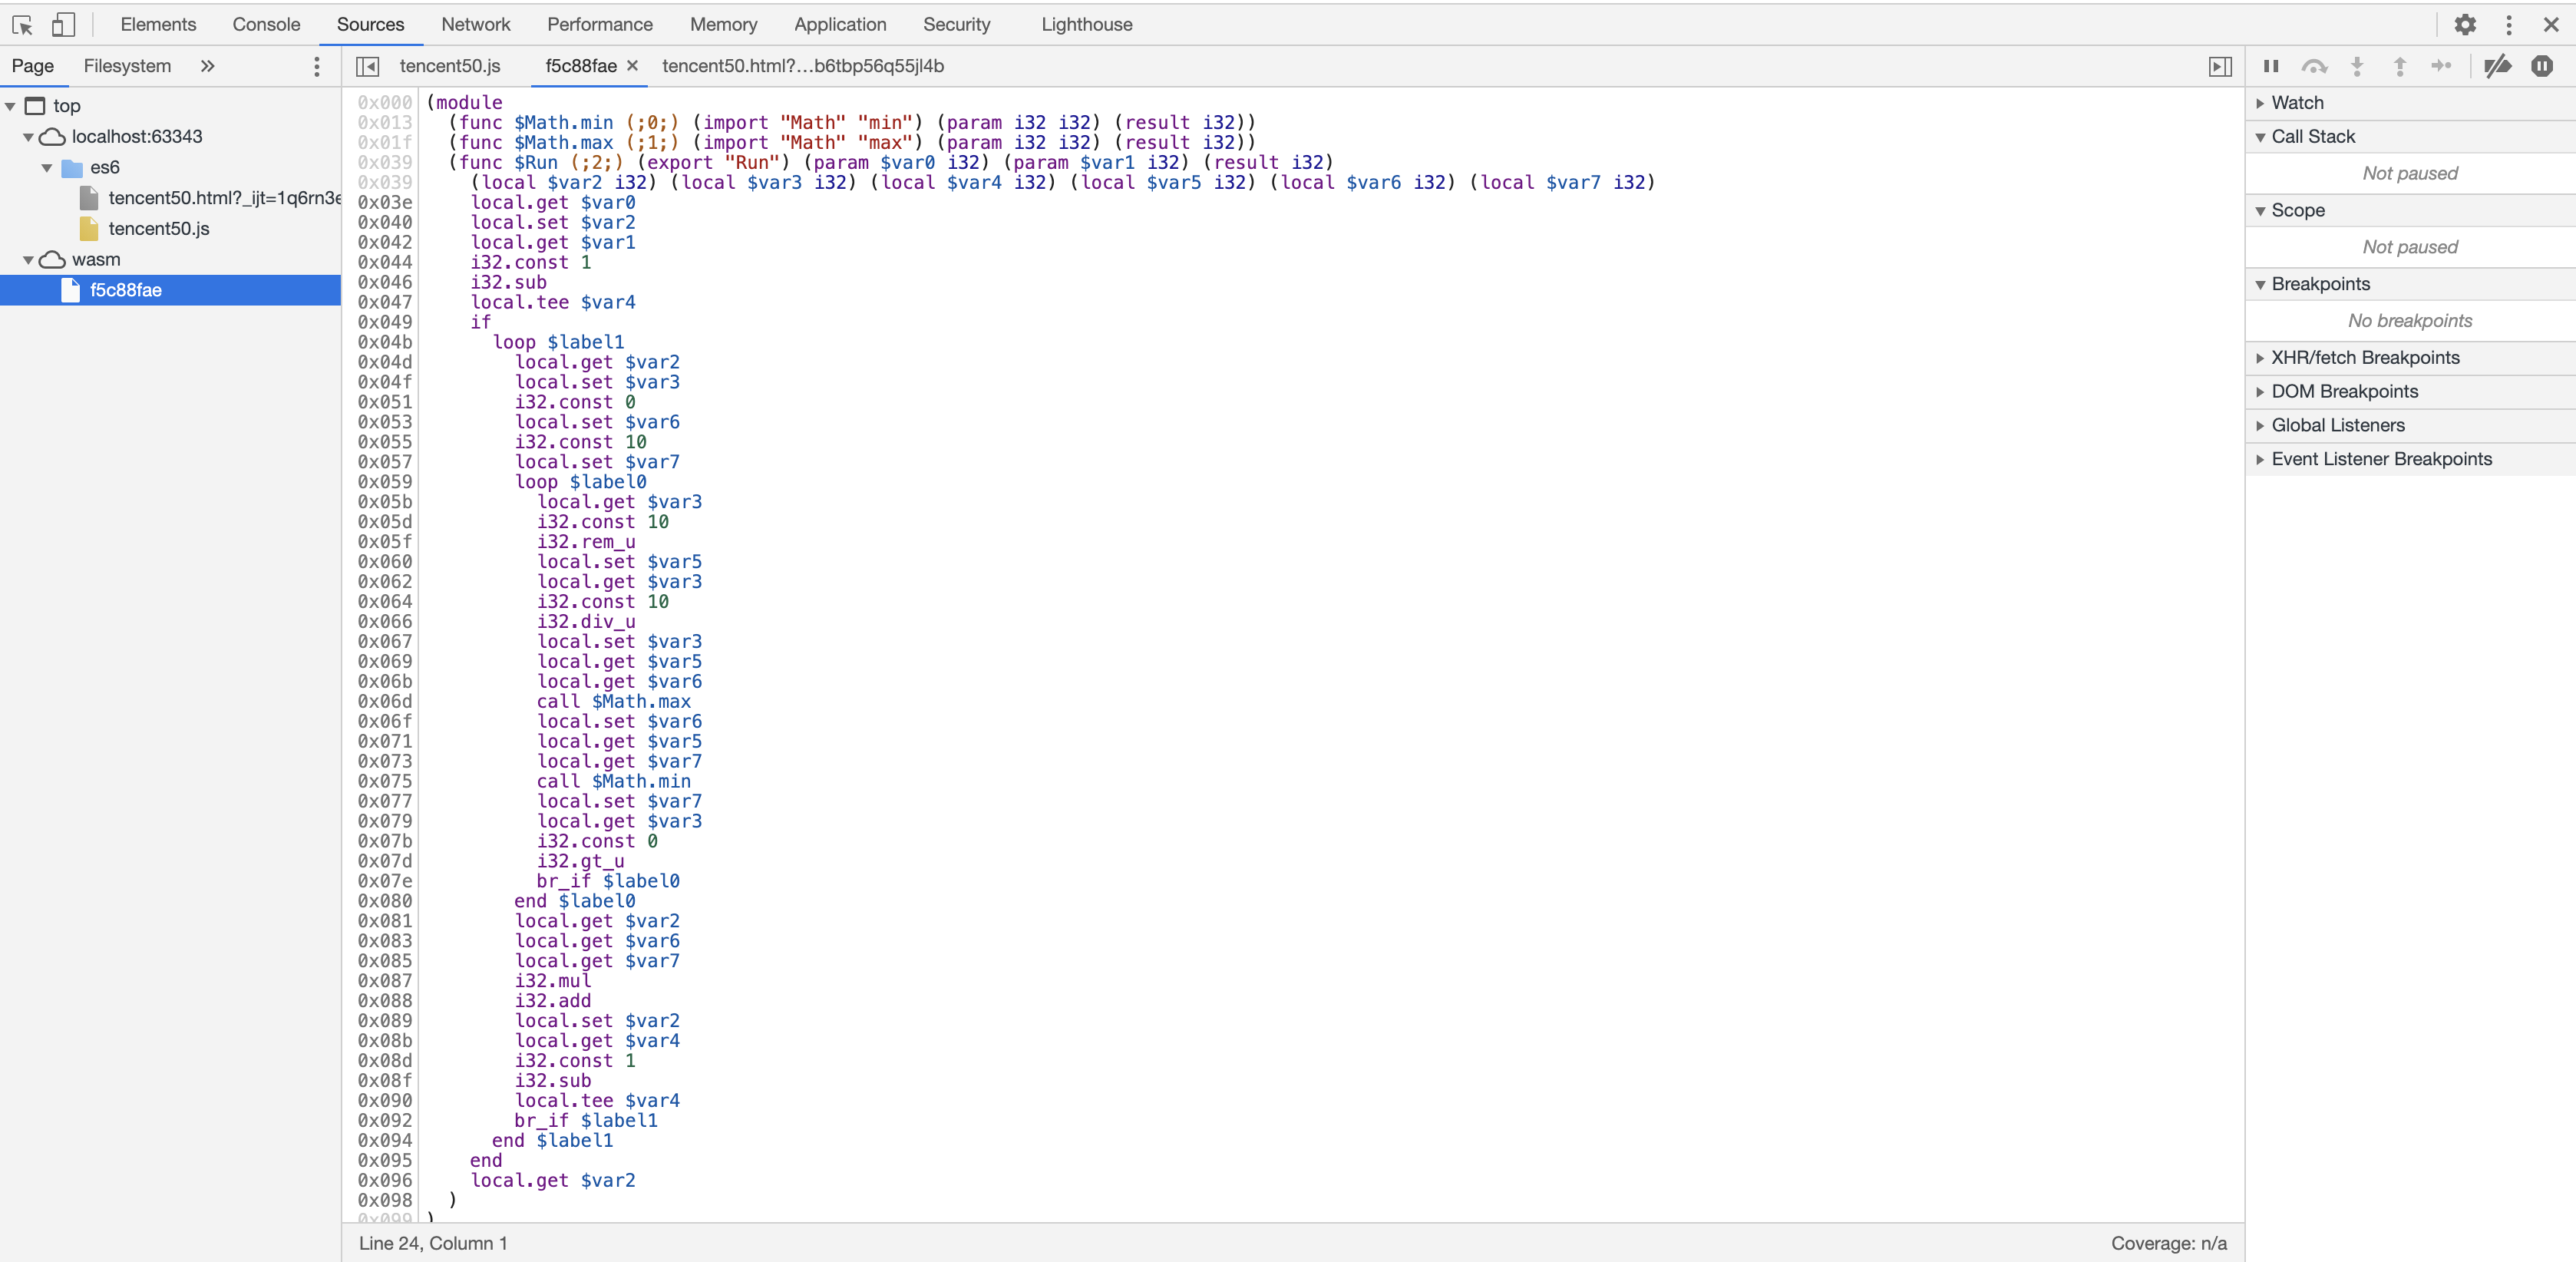 Elements Console Sources Network Performance Memory Application Security Lighthouse
Page Filesystem »
tencent50.js f5c88fae × tencent50.html?...b6tbp56q55jl4b
top
localhost:63343
es6
tencent50.html?_ijt=1q6rn3e
tencent50.js
wasm
f5c88fae
0x000 (module
0x013 (func $Math.min (;0;) (import "Math" "min") (param i32 i32) (result i32))
0x01f (func $Math.max (;1;) (import "Math" "max") (param i32 i32) (result i32))
0x039 (func $Run (;2;) (export "Run") (param $var0 i32) (param $var1 i32) (result i32)
0x039 (local $var2 i32) (local $var3 i32) (local $var4 i32) (local $var5 i32) (local $var6 i32) (local $var7 i32)
0x03e local.get $var0
0x040 local.set $var2
0x042 local.get $var1
0x044 i32.const 1
0x046 i32.sub
0x047 local.tee $var4
0x049 if
0x04b loop $label1
0x04d local.get $var2
0x04f local.set $var3
0x051 i32.const 0
0x053 local.set $var6
0x055 i32.const 10
0x057 local.set $var7
0x059 loop $label0
0x05b local.get $var3
0x05d i32.const 10
0x05f i32.rem_u
0x060 local.set $var5
0x062 local.get $var3
0x064 i32.const 10
0x066 i32.div_u
0x067 local.set $var3
0x069 local.get $var5
0x06b local.get $var6
0x06d call $Math.max
0x06f local.set $var6
0x071 local.get $var5
0x073 local.get $var7
0x075 call $Math.min
0x077 local.set $var7
0x079 local.get $var3
0x07b i32.const 0
0x07d i32.gt_u
0x07e br_if $label0
0x080 end $label0
0x081 local.get $var2
0x083 local.get $var6
0x085 local.get $var7
0x087 i32.mul
0x088 i32.add
0x089 local.set $var2
0x08b local.get $var4
0x08d i32.const 1
0x08f i32.sub
0x090 local.tee $var4
0x092 br_if $label1
0x094 end $label1
0x095 end
0x096 local.get $var2
0x098 )
0x099 )
Line 24, Column 1
Coverage: n/a
Watch
Call Stack
Not paused
Scope
Not paused
Breakpoints
No breakpoints
XHR/fetch Breakpoints
DOM Breakpoints
Global Listeners
Event Listener Breakpoints